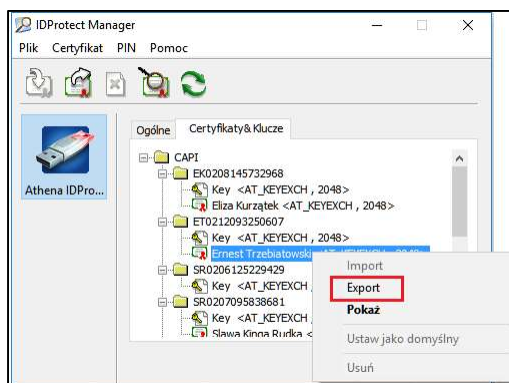 IDProtect Manager
Plik Certyfikat PIN Pomoc
Ogólne Certyfikaty& Klucze
Athena IDPro...
CAPI
EK0208145732968
Key <AT_KEYEXCH , 2048>
Eliza Kurzątek <AT_KEYEXCH , 2048>
ET0212093250607
Key <AT_KEYEXCH , 2048>
Ernest Trzebiatowski <AT_KEYEXCH , 2048>
SR0206125229429
Key <AT_KEYEXCH ,
SR0207095838681
Key <AT_KEYEXCH ,
Slawa Kinga Rudka <
Import
Export
Pokaż
Ustaw jako domyślny
Usuń